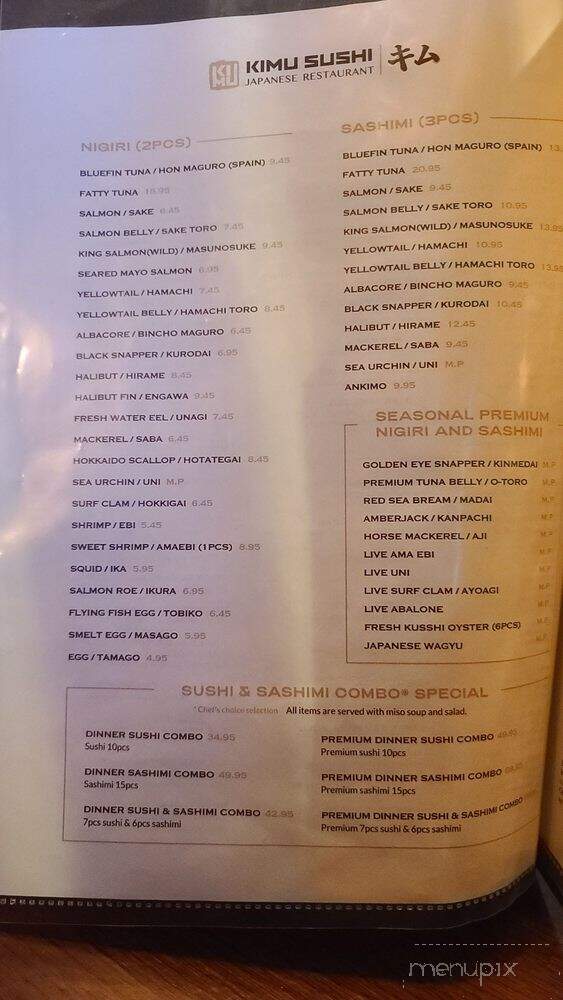 KIMU SUSHI
JAPANESE RESTAURANT
キム
NIGIRI (2PCS)
BLUEFIN TUNA / HON MAGURO (SPAIN) 9.45
FATTY TUNA 15.95
SALMON / SAKE 6.45
SALMON BELLY / SAKE TORO 7.45
KING SALMON(WILD) / MASUNOSUKE 9.45
SEARED MAYO SALMON 6.95
YELLOWTAIL / HAMACHI 7.45
YELLOWTAIL BELLY / HAMACHI TORO 8.45
ALBACORE / BINCHO MAGURO 6.45
BLACK SNAPPER / KURODAI 6.95
HALIBUT / HIRAME 8.45
HALIBUT FIN / ENGAWA 9.45
FRESH WATER EEL / UNAGI 7.45
MACKEREL / SABA 6.45
HOKKAIDO SCALLOP / HOTATEGAI 8.45
SEA URCHIN / UNI M.P
SURF CLAM / HOKKIGAI 6.45
SHRIMP / EBI 5.45
SWEET SHRIMP / AMAEBI (1PCS) 8.95
SQUID / IKA 5.95
SALMON ROE / IKURA 6.95
FLYING FISH EGG / TOBIKO 6.45
SMELT EGG / MASAGO 5.95
EGG / TAMAGO 4.95
SASHIMI (3PCS)
BLUEFIN TUNA / HON MAGURO (SPAIN) 13.
FATTY TUNA 20.95
SALMON / SAKE 9.45
SALMON BELLY / SAKE TORO 10.95
KING SALMON(WILD) / MASUNOSUKE 13.95
YELLOWTAIL / HAMACHI 10.95
YELLOWTAIL BELLY / HAMACHI TORO 13.95
ALBACORE / BINCHO MAGURO 9.45
BLACK SNAPPER / KURODAI 10.45
HALIBUT / HIRAME 12.45
MACKEREL / SABA 9.45
SEA URCHIN / UNI M.P
ANKIMO 9.95
SEASONAL PREMIUM
NIGIRI AND SASHIMI
GOLDEN EYE SNAPPER / KINMEDAI M.P
PREMIUM TUNA BELLY / O-TORO M.P
RED SEA BREAM / MADAI M.P
AMBERJACK / KANPACHI M.P
HORSE MACKEREL / AJI M.P
LIVE AMA EBI M.P
LIVE UNI M.P
LIVE SURF CLAM / AYOAGI M.P
LIVE ABALONE M.P
FRESH KUSSHI OYSTER (6PCS) M.P
JAPANESE WAGYU M.P
SUSHI & SASHIMI COMBO* SPECIAL
* Chef's choice selection All items are served with miso soup and salad.
DINNER SUSHI COMBO 34.95
Sushi 10pcs
DINNER SASHIMI COMBO 49.95
Sashimi 15pcs
DINNER SUSHI & SASHIMI COMBO 42.95
7pcs sushi & 6pcs sashimi
PREMIUM DINNER SUSHI COMBO 49.95
Premium sushi 10pcs
PREMIUM DINNER SASHIMI COMBO
Premium sashimi 15pcs
PREMIUM DINNER SUSHI & SASHIMI COMBO
Premium 7pcs sushi & 6pcs sashimi
menupix